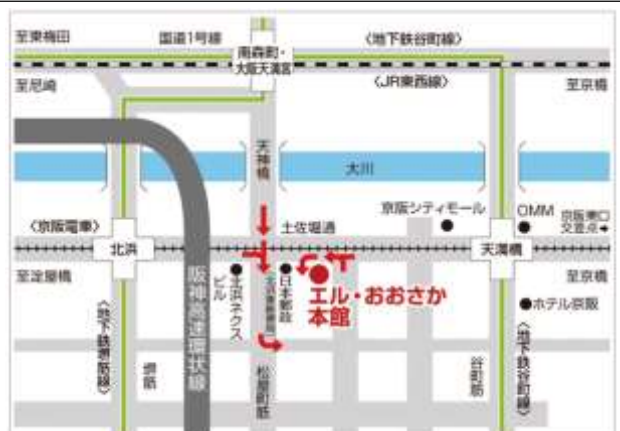 至東梅田
国道1号線
南森町・
大阪天満宮
〈地下鉄谷町線〉
至尼崎
〈JR東西線〉
至京橋
天神橋
大川
京阪シティモール
OMM
京阪東口
交差点➔
〈京阪電車〉
北浜
土佐堀通
天満橋
至淀屋橋
阪神高速環状線
北浜ネクス
ビル
日本郵政
エル・おおさか
本館
至京橋
ホテル京阪
〈地下鉄堺筋線〉
堺筋
松屋町筋
谷町筋
〈地下鉄谷町線〉